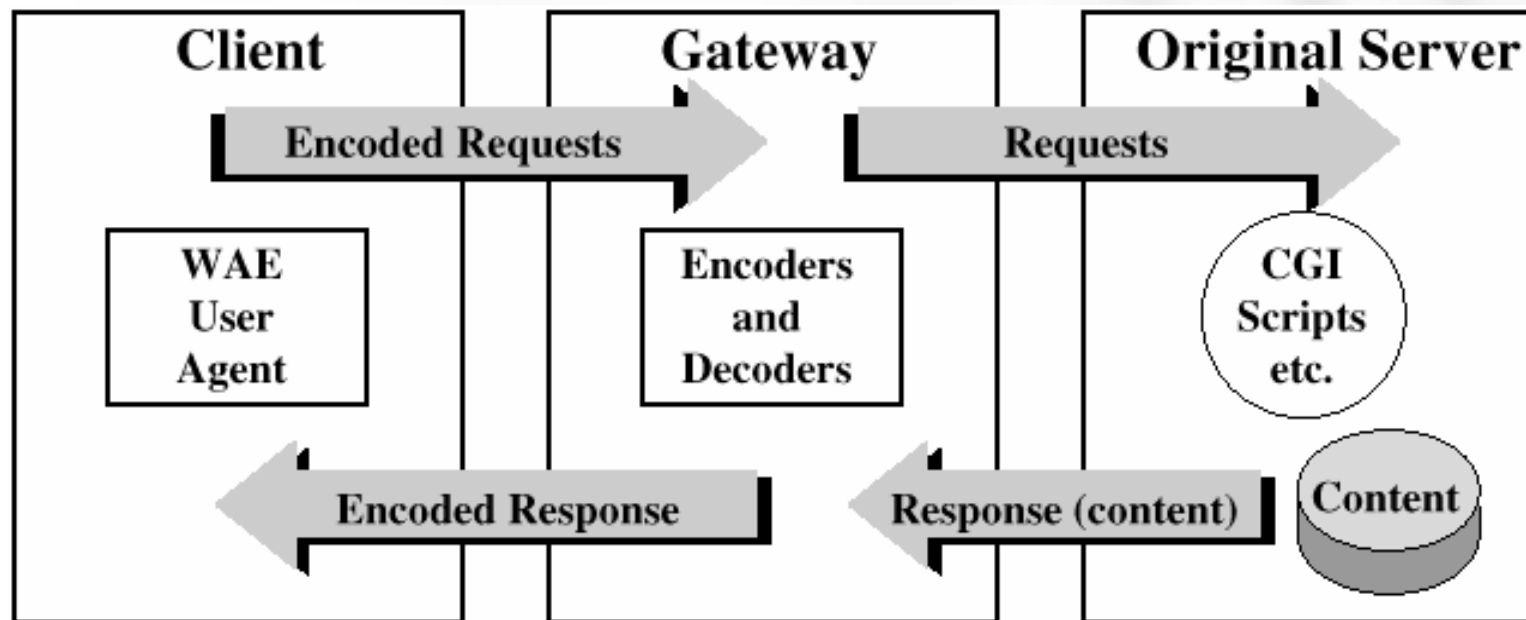 Client
Gateway
Original Server
Encoded Requests
Requests
WAE
User
Agent
Encoders
and
Decoders
CGI
Scripts
etc.
Encoded Response
Response (content)
Content